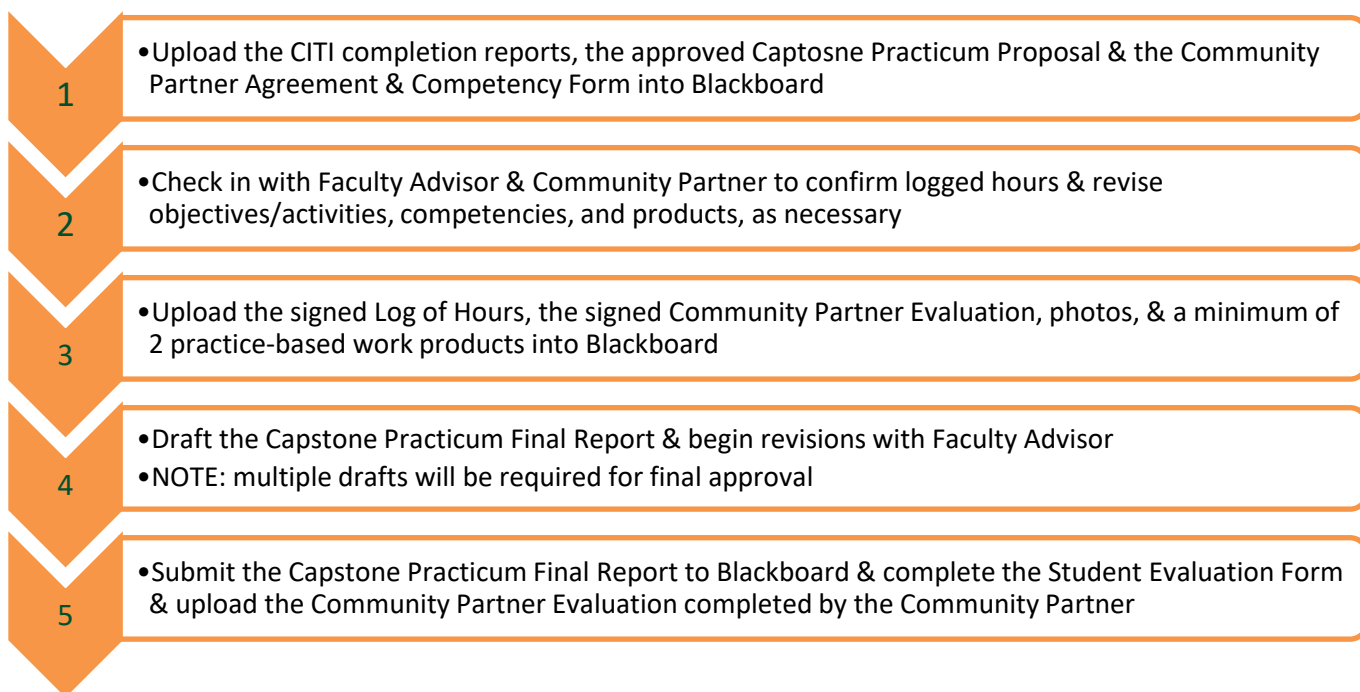 1
•Upload the CITI completion reports, the approved Captosne Practicum Proposal & the Community
Partner Agreement & Competency Form into Blackboard
2
•Check in with Faculty Advisor & Community Partner to confirm logged hours & revise
objectives/activities, competencies, and products, as necessary
3
•Upload the signed Log of Hours, the signed Community Partner Evaluation, photos, & a minimum of
2 practice-based work products into Blackboard
4
•Draft the Capstone Practicum Final Report & begin revisions with Faculty Advisor
•NOTE: multiple drafts will be required for final approval
5
•Submit the Capstone Practicum Final Report to Blackboard & complete the Student Evaluation Form
& upload the Community Partner Evaluation completed by the Community Partner